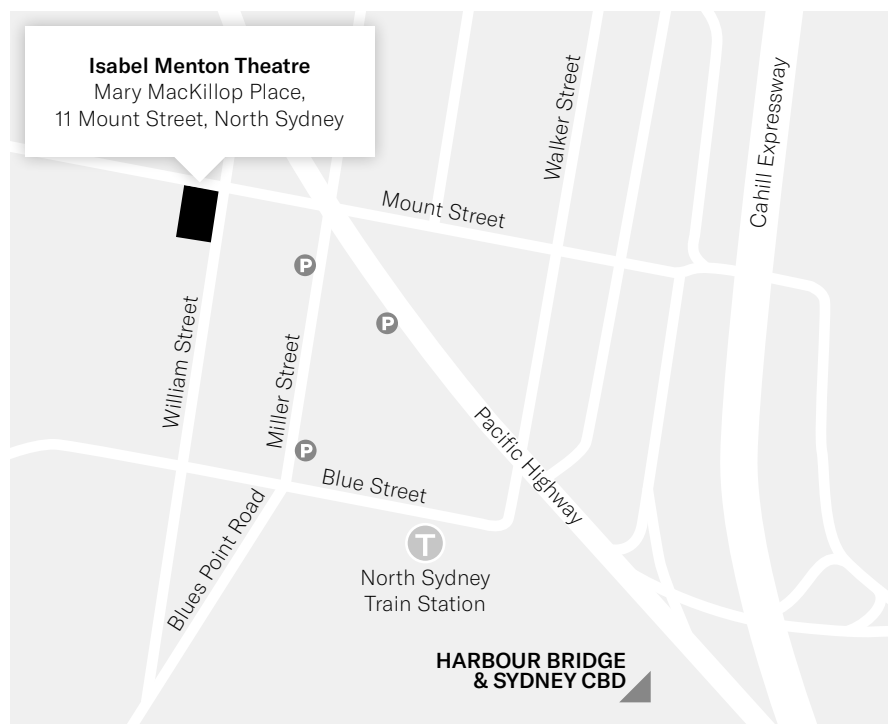 Isabel Menton Theatre
Mary MacKillop Place,
11 Mount Street, North Sydney
Walker Street
Cahill Expressway
Mount Street
P
P
William Street
Miller Street
P
Pacific Highway
Blue Street
Blues Point Road
T
North Sydney
Train Station
HARBOUR BRIDGE
& SYDNEY CBD